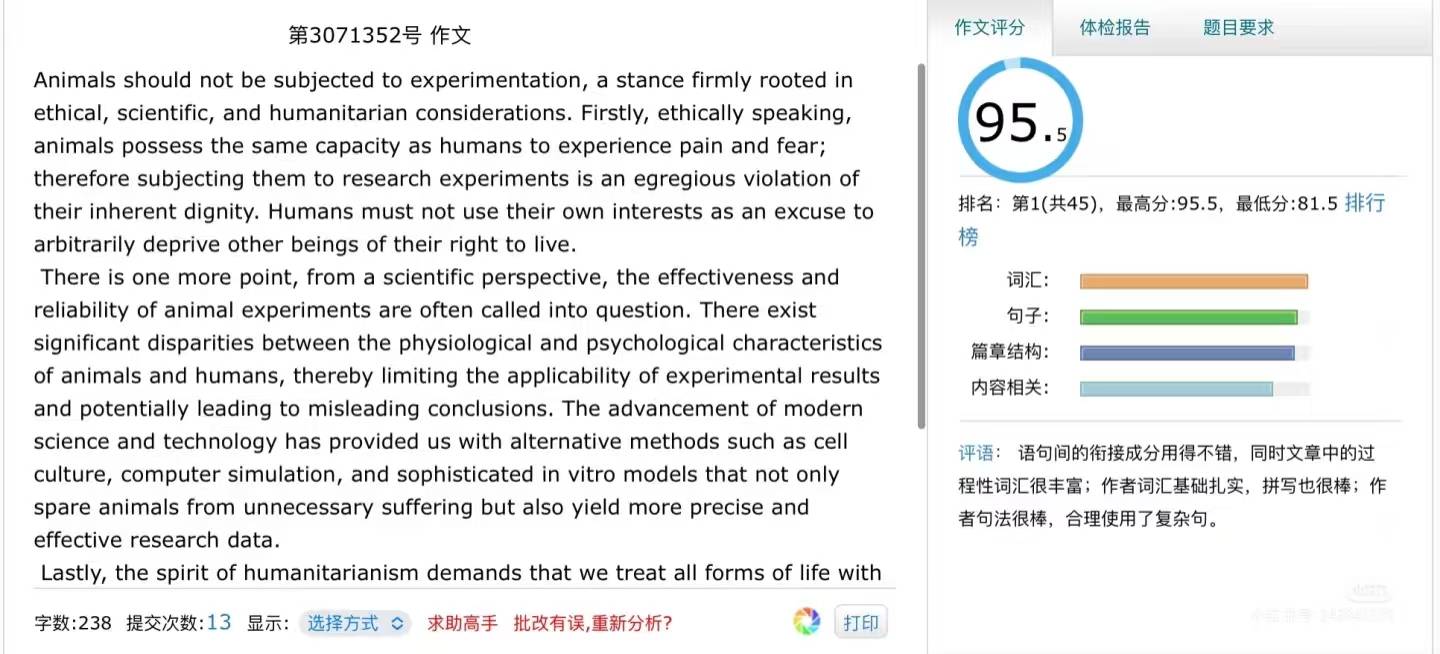 第3071352号 作文
Animals should not be subjected to experimentation, a stance firmly rooted in
ethical, scientific, and humanitarian considerations. Firstly, ethically speaking,
animals possess the same capacity as humans to experience pain and fear;
therefore subjecting them to research experiments is an egregious violation of
their inherent dignity. Humans must not use their own interests as an excuse to
arbitrarily deprive other beings of their right to live.
There is one more point, from a scientific perspective, the effectiveness and
reliability of animal experiments are often called into question. There exist
significant disparities between the physiological and psychological characteristics
of animals and humans, thereby limiting the applicability of experimental results
and potentially leading to misleading conclusions. The advancement of modern
science and technology has provided us with alternative methods such as cell
culture, computer simulation, and sophisticated in vitro models that not only
spare animals from unnecessary suffering but also yield more precise and
effective research data.
Lastly, the spirit of humanitarianism demands that we treat all forms of life with
字数:238 提交次数:13 显示: 选择方式 求助高手 批改有误,重新分析? 打印
作文评分 体检报告 题目要求
95.5
排名：第1(共45)，最高分:95.5，最低分:81.5 排行
榜
词汇:
句子:
篇章结构:
内容相关:
评语： 语句间的衔接成分用得不错，同时文章中的过
程性词汇很丰富；作者词汇基础扎实，拼写也很棒；作
者句法很棒，合理使用了复杂句。